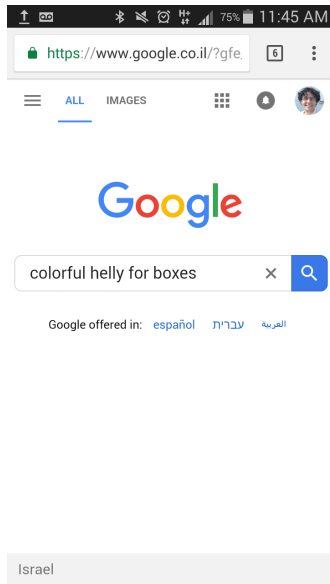 75% 11:45 AM
https://www.google.co.il/?gfe_ 6
ALL IMAGES
Google
colorful helly for boxes
Google offered in: español עברית العربية
Israel